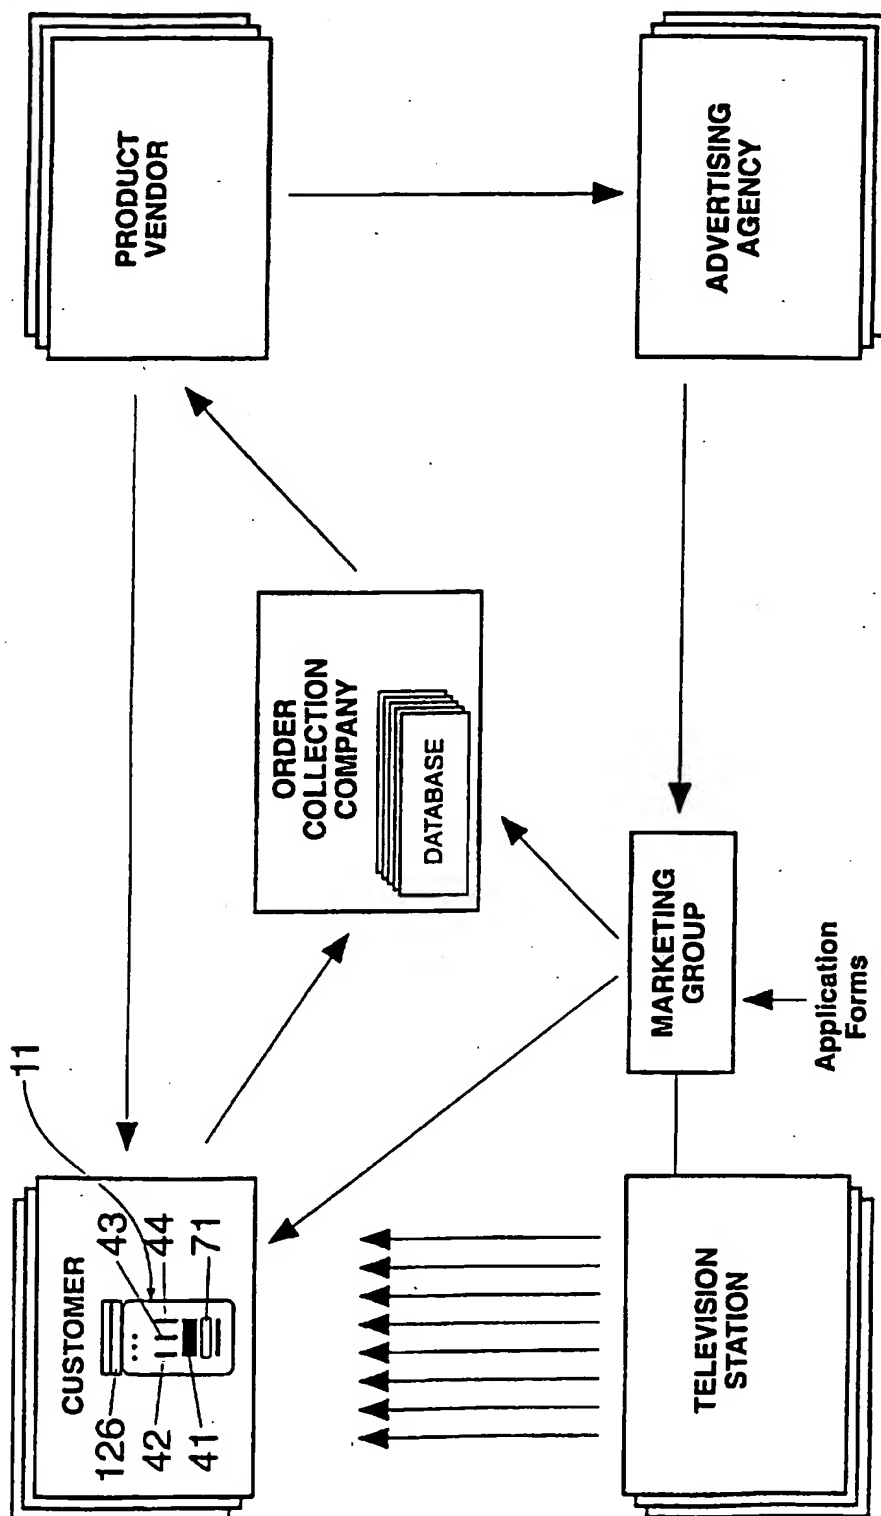 CUSTOMER
126
42
41
43
44
71
11
PRODUCT
VENDOR
ORDER
COLLECTION
COMPANY
DATABASE
TELEVISION
STATION
MARKETING
GROUP
Application
Forms
ADVERTISING
AGENCY